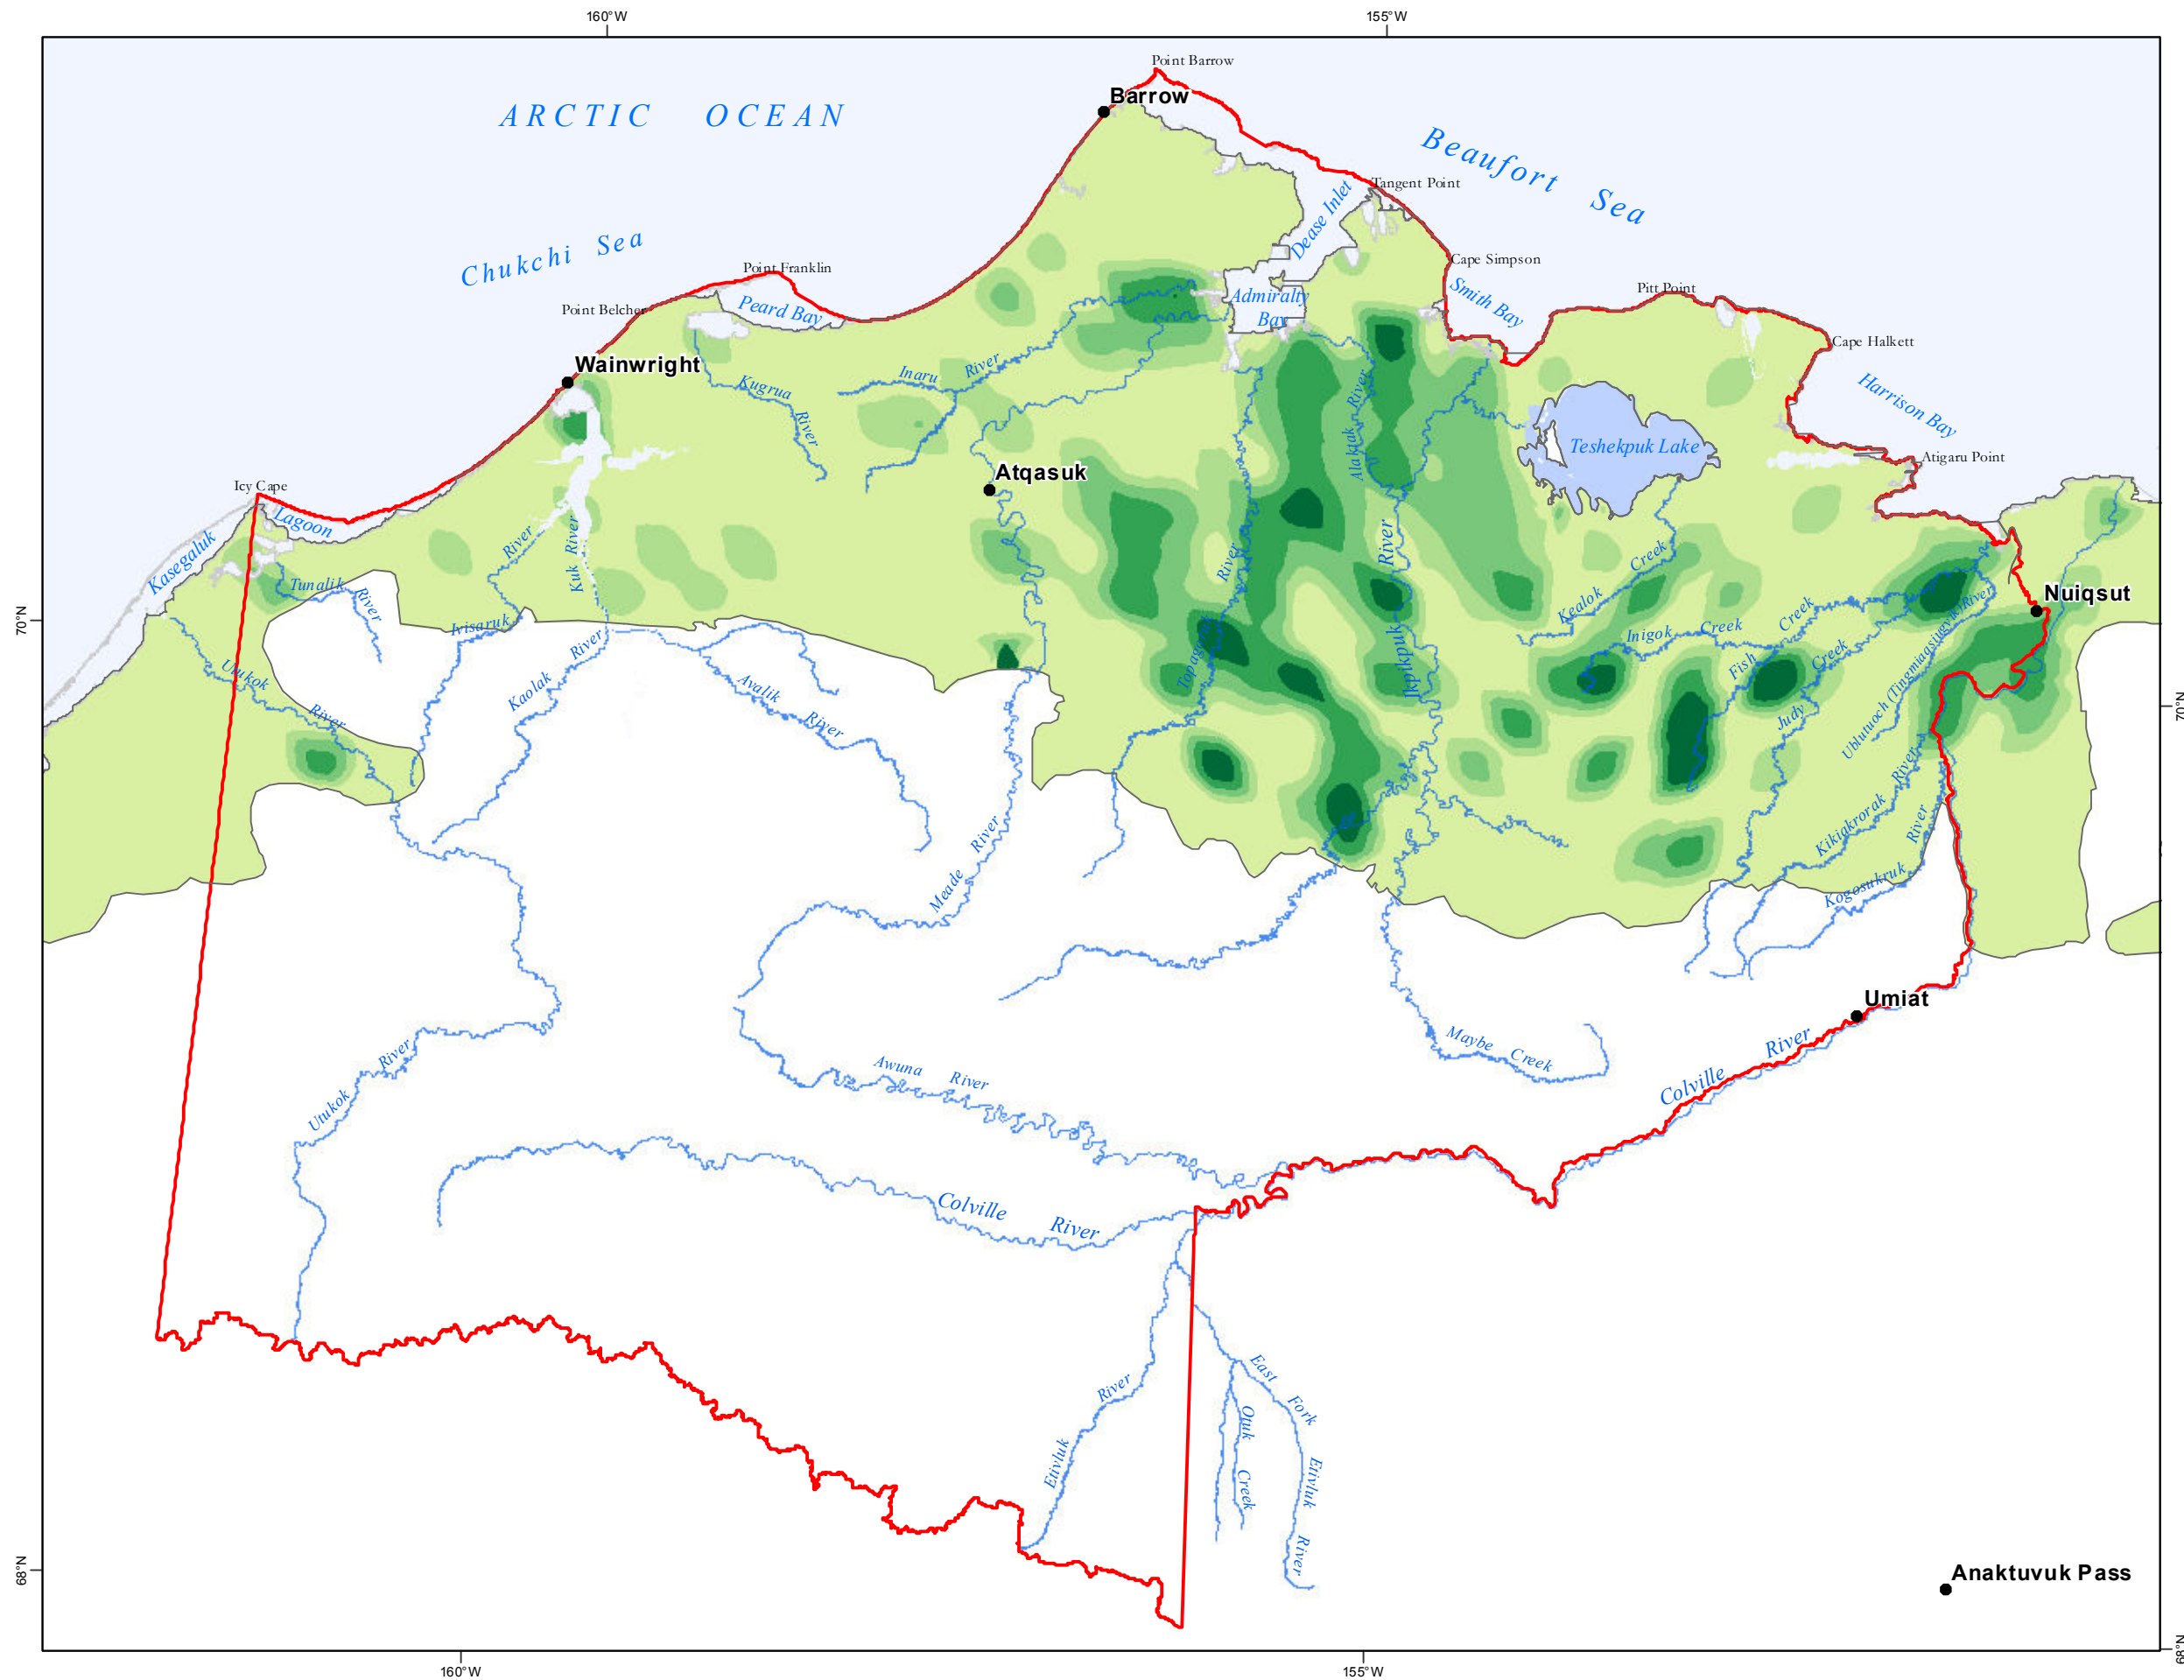 160°W
155°W
Point Barrow
Barrow
ARCTIC OCEAN
Beaufort Sea
Tangent Point
Dease Inlet
Chukchi Sea
Cape Simpson
Point Franklin
Smith Bay
Pitt Point
Admiralty
Bay
Point Belcher
Peard Bay
Cape Halkett
Wainwright
Inaru River
Kugrua River
Alaktak River
Harrison Bay
Teshekpuk Lake
Atigaru Point
Atqasuk
Icy Cape
Kasegaluk Lagoon
River
Kuk River
Ivisaruk
Tunalik River
River
Topagoruk
River
Ikpikpuk
Kealok Creek
Nuiqsut
70°N
Inigok Creek
Fish Creek
Judy Creek
Ublutuoch (Tingmiaqsiugvik) River
70°N
Utukok River
Kaolak River
Avalik River
Kikiakrorak River
Kogosukruk River
Meade River
Umiat
Maybe Creek
Colville River
Utukok River
Awuna River
Colville River
East Fork Etivluk River
Otuk Creek
Etivluk River
68°N
Anaktuvuk Pass
68°N
160°W
155°W